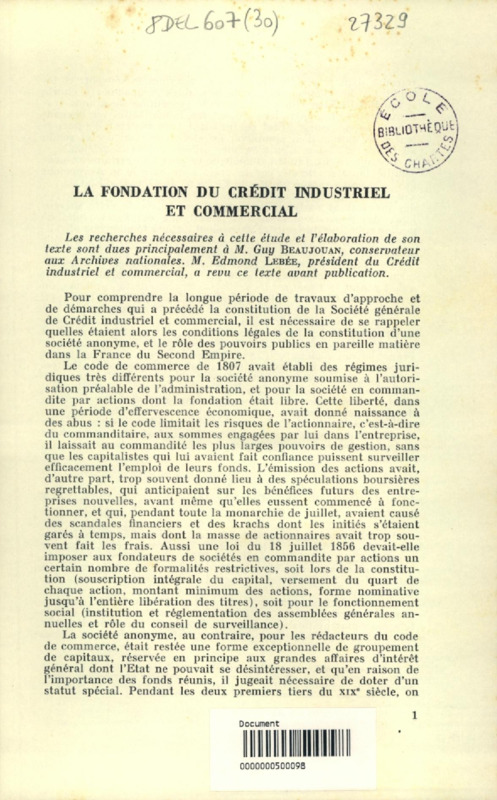 8DEL607(30)
27329
ÉCOLE
BIBLIOTHÈQUE
DES CHARTES
LA FONDATION DU CRÉDIT INDUSTRIEL
ET COMMERCIAL
Les recherches nécessaires à cette étude et l'élaboration de son
texte sont dues principalement à M. Guy BEAUJOUAN, conservateur
aux Archives nationales. M. Edmond LEBÉE, président du Crédit
industriel et commercial, a revu ce texte avant publication.
Pour comprendre la longue période de travaux d'approche et
de démarches qui a précédé la constitution de la Société générale
de Crédit industriel et commercial, il est nécessaire de se rappeler
quelles étaient alors les conditions légales de la constitution d'une
société anonyme, et le rôle des pouvoirs publics en pareille matière
dans la France du Second Empire.
Le code de commerce de 1807 avait établi des régimes juri-
diques très différents pour la société anonyme soumise à l'autori-
sation préalable de l'administration, et pour la société en comman-
dite par actions dont la fondation était libre. Cette liberté, dans
une période d'effervescence économique, avait donné naissance à
des abus : si le code limitait les risques de l'actionnaire, c'est-à-dire
du commanditaire, aux sommes engagées par lui dans l'entreprise,
il laissait au commandité les plus larges pouvoirs de gestion, sans
que les capitalistes qui lui avaient fait confiance puissent surveiller
efficacement l'emploi de leurs fonds. L'émission des actions avait,
d'autre part, trop souvent donné lieu à des spéculations boursières
regrettables, qui anticipaient sur les bénéfices futurs des entre-
prises nouvelles, avant même qu'elles eussent commencé à fonc-
tionner, et qui, pendant toute la monarchie de juillet, avaient causé
des scandales financiers et des krachs dont les initiés s'étaient
garés à temps, mais dont la masse de actionnaires avait trop sou-
vent fait les frais. Aussi une loi du 18 juillet 1856 devait-elle
imposer aux fondateurs de sociétés en commandite par actions un
certain nombre de formalités restrictives, soit lors de la constitu-
tion (souscription intégrale du capital, versement du quart de
chaque action, montant minimum des actions, forme nominative
jusqu'à l'entière libération des titres), soit pour le fonctionnement
social (institution et réglementation des assemblées générales an-
nuelles et rôle du conseil de surveillance).
La société anonyme, au contraire, pour les rédacteurs du code
de commerce, était restée une forme exceptionnelle de groupement
de capitaux, réservée en principe aux grandes affaires d'intérêt
général dont l'Etat ne pouvait se désintéresser, et qu'en raison de
l'importance des fonds réunis, il jugeait nécessaire de doter d'un
statut spécial. Pendant les deux premiers tiers du XIXe siècle, on
1
Document
0000000500098